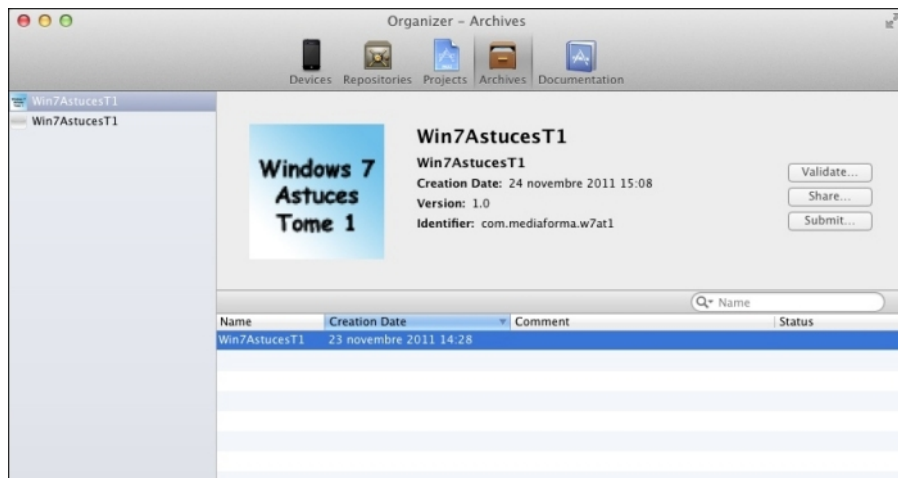 Organizer – Archives
Devices Repositories Projects Archives Documentation
Win7AstucesT1
Win7AstucesT1
Windows 7
Astuces
Tome 1
Win7AstucesT1
Win7AstucesT1
Creation Date: 24 novembre 2011 15:08
Version: 1.0
Identifier: com.mediaforma.w7at1
Validate...
Share...
Submit...
Name
Name Creation Date Comment Status
Win7AstucesT1 23 novembre 2011 14:28